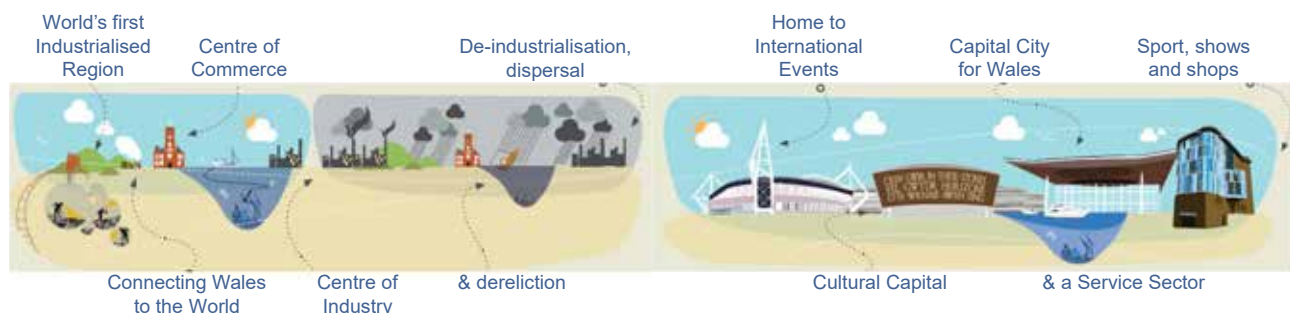 World's first
Industrialised
Region
Centre of
Commerce
De-industrialisation,
dispersal
Home to
International
Events
Capital City
for Wales
Sport, shows
and shops
Connecting Wales
to the World
Centre of
Industry
& dereliction
Cultural Capital
& a Service Sector